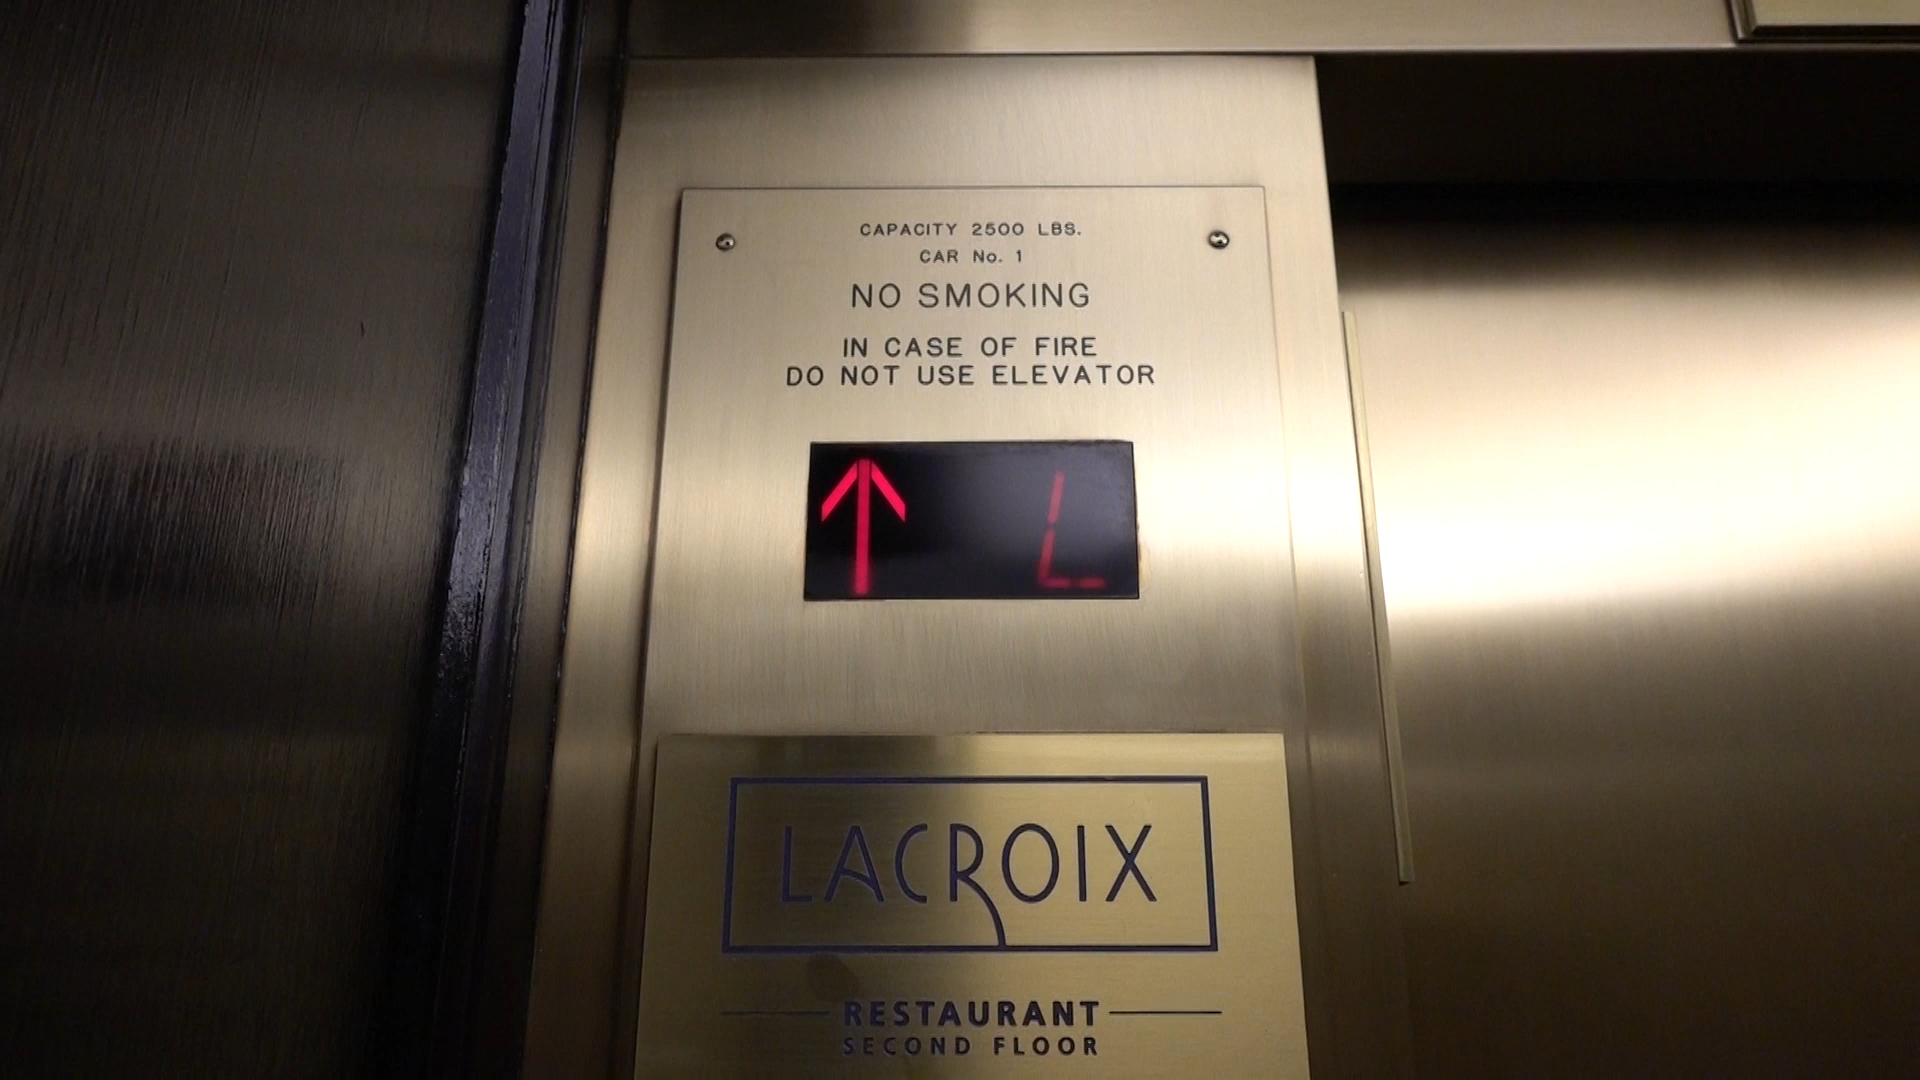 CAPACITY 2500 LBS.
CAR No. 1
NO SMOKING
IN CASE OF FIRE
DO NOT USE ELEVATOR
↑ L
LACROIX
RESTAURANT
SECOND FLOOR